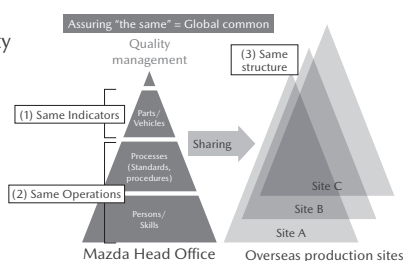 ty
Assuring “the same” = Global common
Quality
management
(3) Same
structure
(1) Same Indicators
Parts/
Vehicles
Sharing
Processes
(Standards,
procedures)
(2) Same Operations
Persons/
Skills
Site C
Site B
Site A
Mazda Head Office
Overseas production sites